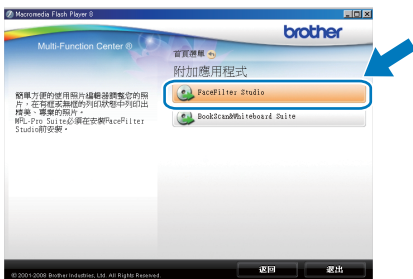 Macromedia Flash Player 8
brother
Multi-Function Center ®
首頁選單
附加應用程式
簡單方便的使用照片編輯器調整您的照
片，在有框或無框的列印狀態中列印出
精美、專業的照片。
MFL-Pro Suite必須在安裝FaceFilter
Studio前安裝。
FaceFilter Studio
BookScan&Whiteboard Suite
© 2001-2009 Brother Industries, Ltd. All Rights Reserved.
返回
退出